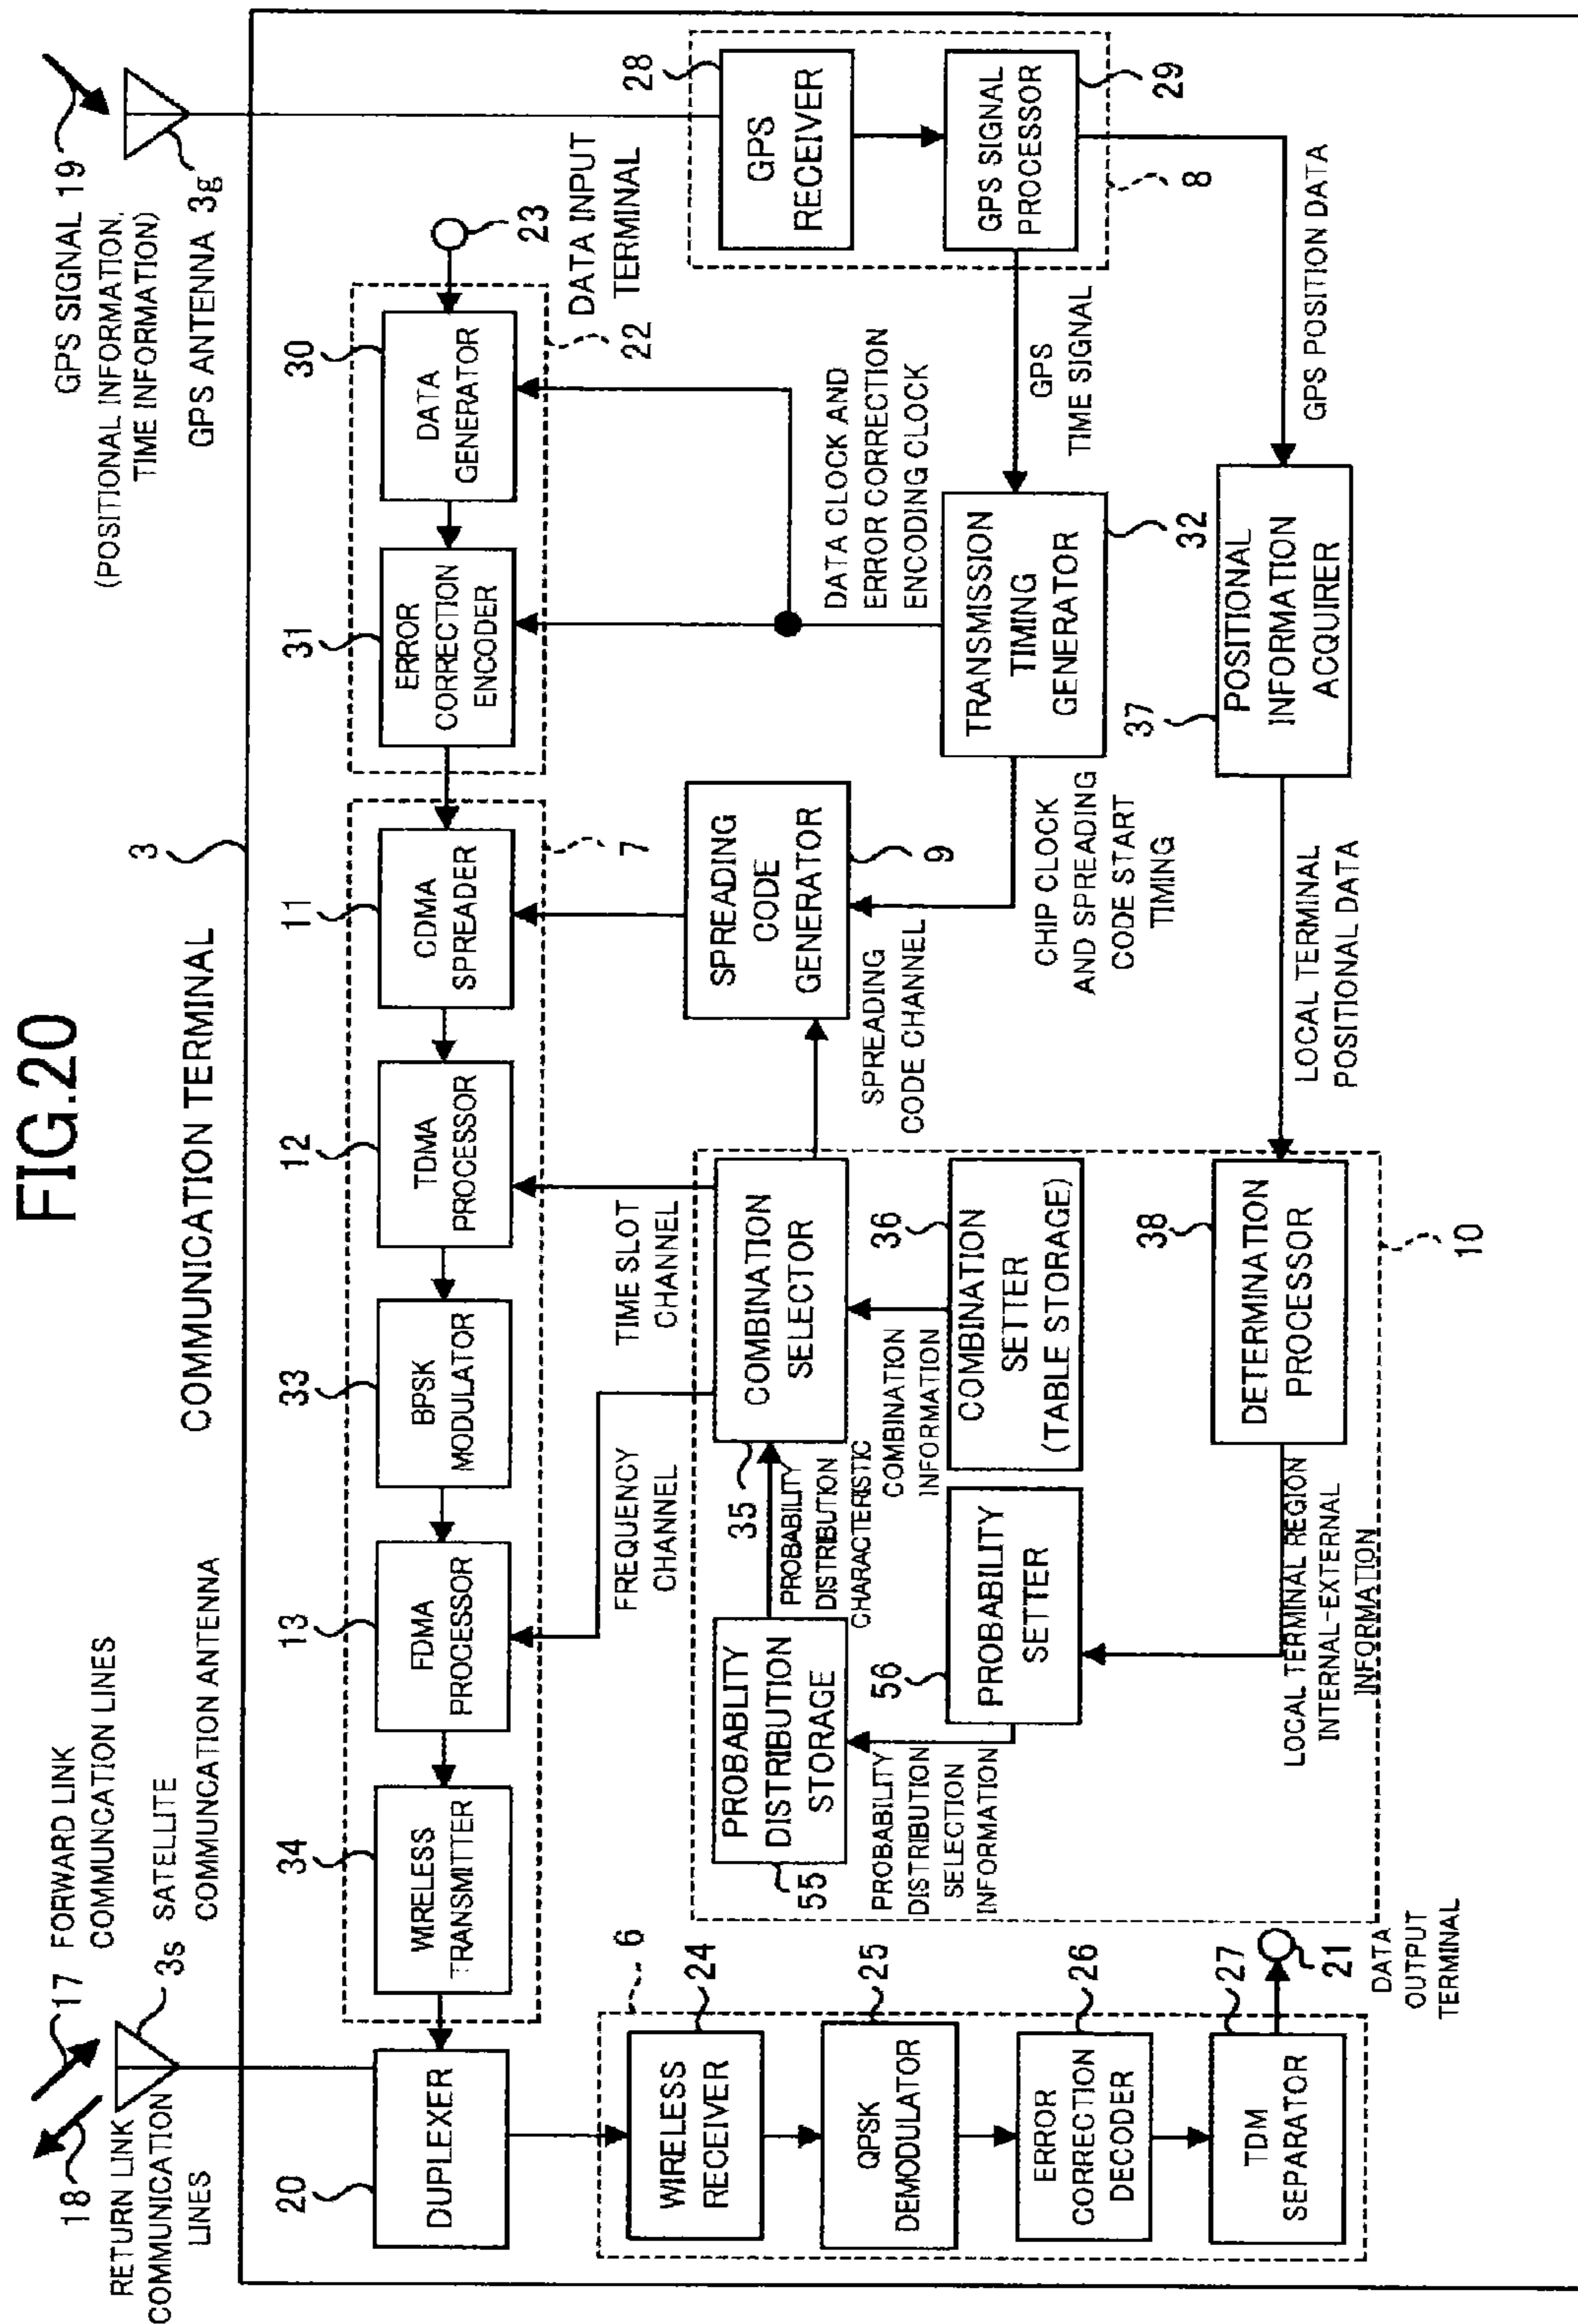 FIG.20
18
RETURN LINK
COMMUNICATION
LINES
17 FORWARD LINK
COMMUNCATION LINES
3s SATELLITE
COMMUNCATION ANTENNA
COMMUNICATION TERMINAL
3
GPS SIGNAL 19
(POSITIONAL INFORMATION,
TIME INFORMATION)
GPS ANTENNA 3g
20
DUPLEXER
34
WIRELESS
TRANSMITTER
13
FDMA
PROCESSOR
33
BPSK
MODULATOR
12
TDMA
PROCESSOR
11
CDMA
SPREADER
7
31
ERROR
CORRECTION
ENCODER
30
DATA
GENERATOR
22
23
DATA INPUT
TERMINAL
6
WIRELESS
RECEIVER
24
QPSK
DEMODULATOR
25
ERROR
CORRECTION
DECODER
26
TDM
SEPARATOR
27
21
DATA
OUTPUT
TERMINAL
FREQUENCY
CHANNEL
TIME SLOT
CHANNEL
PROBABLITY
DISTRIBUTION
STORAGE
55
PROBABLITY
DISTRIBUTION
CHARACTERISTIC
35
COMBINATION
SELECTOR
COMBINATION
INFORMATION
36
COMBINATION
SETTER
(TABLE STORAGE)
PROBABILITY
DISTRIBUTION
SELECTION
INFORMATION
56
PROBABILITY
SETTER
LOCAL TERMINAL REGION
INTERNAL-EXTERNAL
INFORMATION
38
DETERMINATION
PROCESSOR
10
SPREADING
CODE
GENERATOR
9
SPREADING
CODE CHANNEL
CHIP CLOCK
AND SPREADING
CODE START
TIMING
DATA CLOCK AND
ERROR CORRECTION
ENCODING CLOCK
TRANSMISSION
TIMING
GENERATOR
32
GPS
RECEIVER
28
GPS SIGNAL
PROCESSOR
29
8
GPS
TIME SIGNAL
GPS POSITION DATA
37
POSITIONAL
INFORMATION
ACQUIRER
LOCAL TERMINAL
POSITIONAL DATA